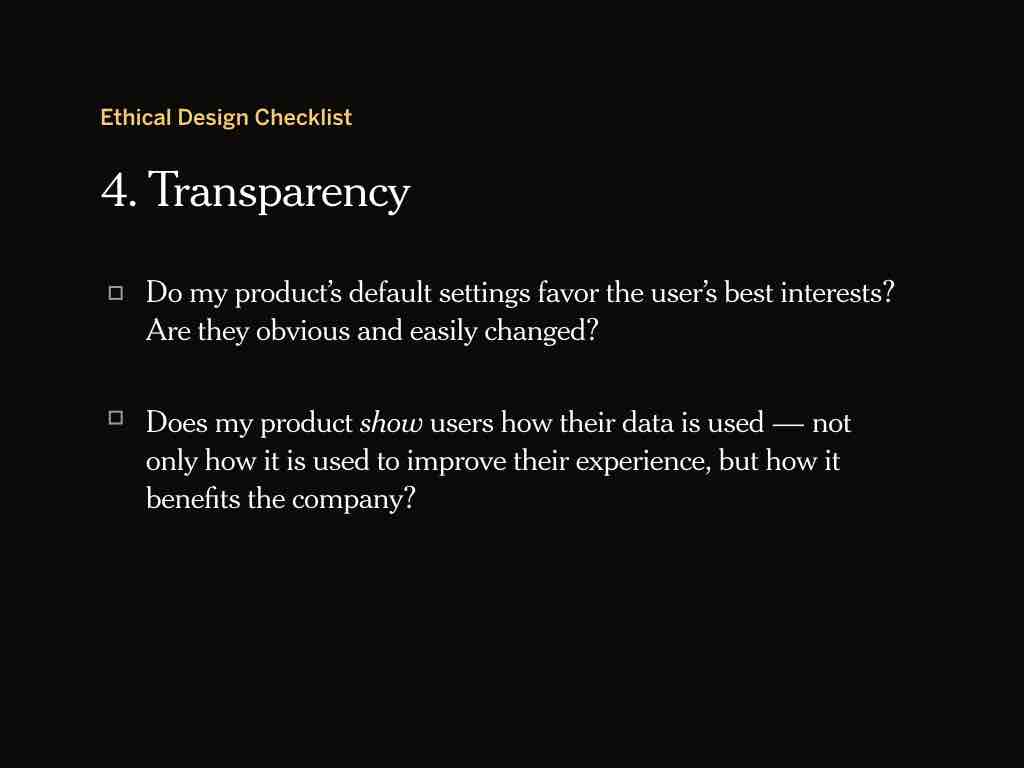 Ethical Design Checklist
4. Transparency
Do my product’s default settings favor the user’s best interests?
Are they obvious and easily changed?
Does my product show users how their data is used — not
only how it is used to improve their experience, but how it
benefits the company?